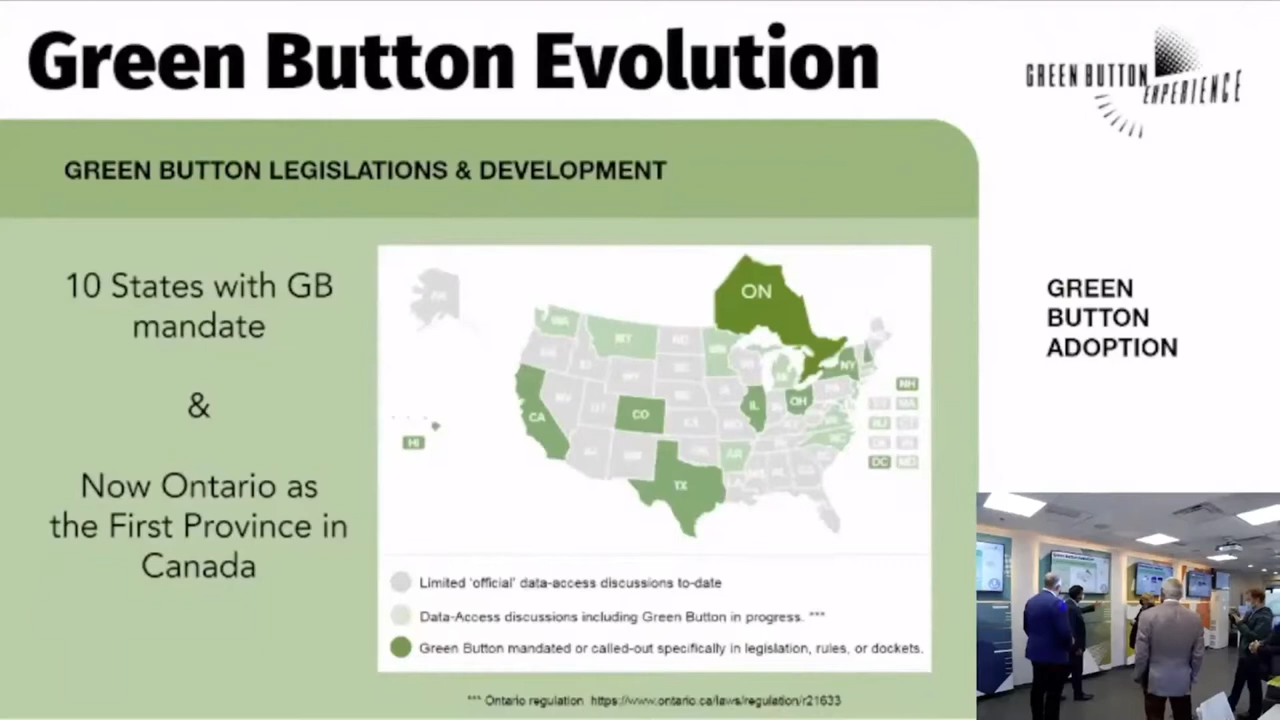 Green Button Evolution
GREEN BUTTON
EXPERIENCE
GREEN BUTTON LEGISLATIONS & DEVELOPMENT
10 States with GB
mandate
&
Now Ontario as
the First Province in
Canada
GREEN
BUTTON
ADOPTION
ON
NY
CA
CO
IL
OH
TX
AR
HI
NH
MA
DC
Limited 'official' data-access discussions to-date
Data-Access discussions including Green Button in progress. ***
Green Button mandated or called-out specifically in legislation, rules, or dockets.
*** Ontario regulation https://www.ontario.ca/laws/regulation/r21633